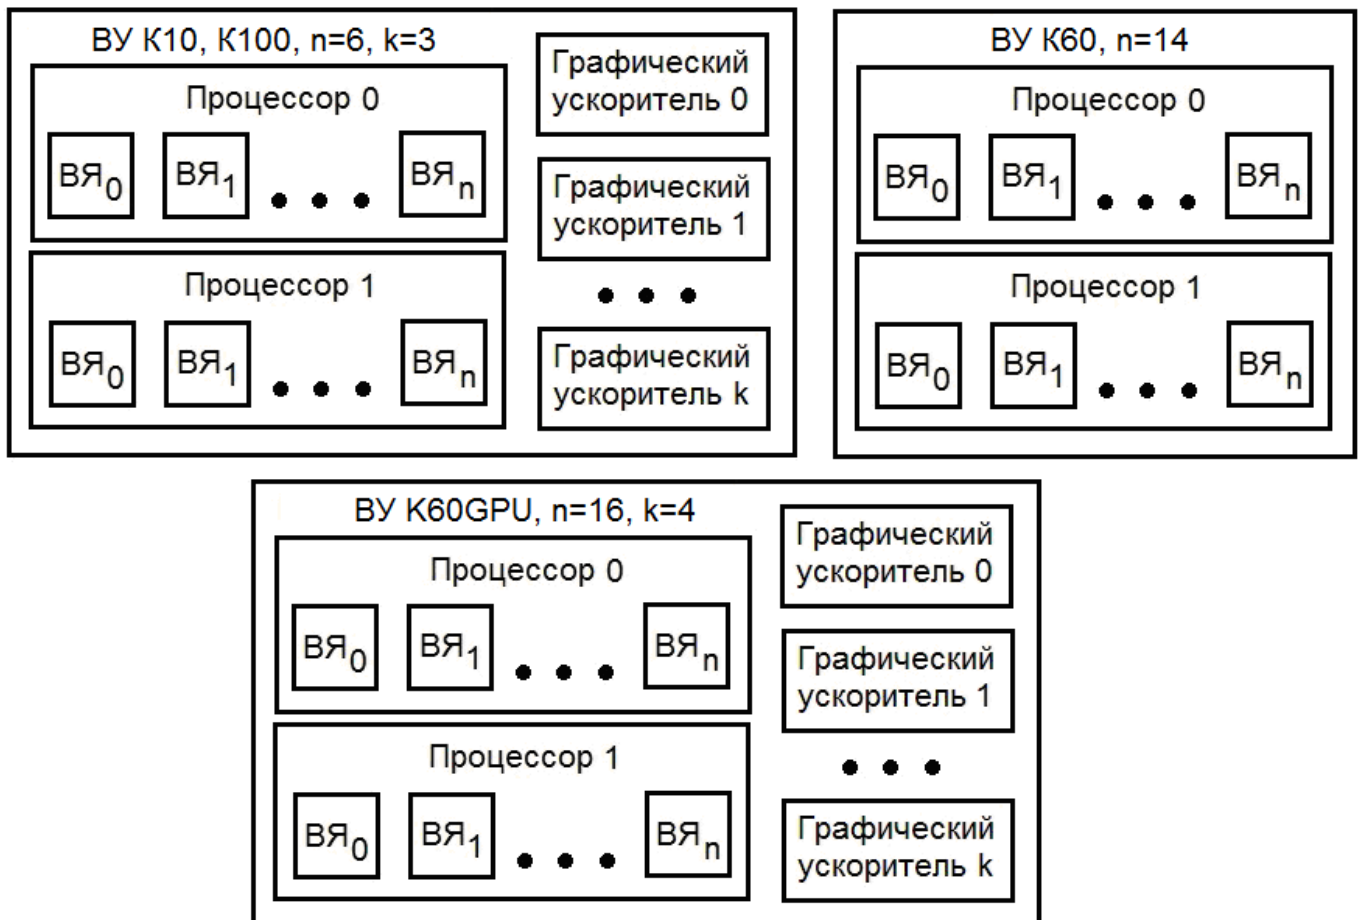 ВУ К10, К100, n=6, k=3
Процессор 0
ВЯ0 ВЯ1 • • • ВЯn
Процессор 1
ВЯ0 ВЯ1 • • • ВЯn
Графический
ускоритель 0
Графический
ускоритель 1
• • •
Графический
ускоритель k
ВУ К60, n=14
Процессор 0
ВЯ0 ВЯ1 • • • ВЯn
Процессор 1
ВЯ0 ВЯ1 • • • ВЯn
ВУ K60GPU, n=16, k=4
Процессор 0
ВЯ0 ВЯ1 • • • ВЯn
Процессор 1
ВЯ0 ВЯ1 • • • ВЯn
Графический
ускоритель 0
Графический
ускоритель 1
• • •
Графический
ускоритель k